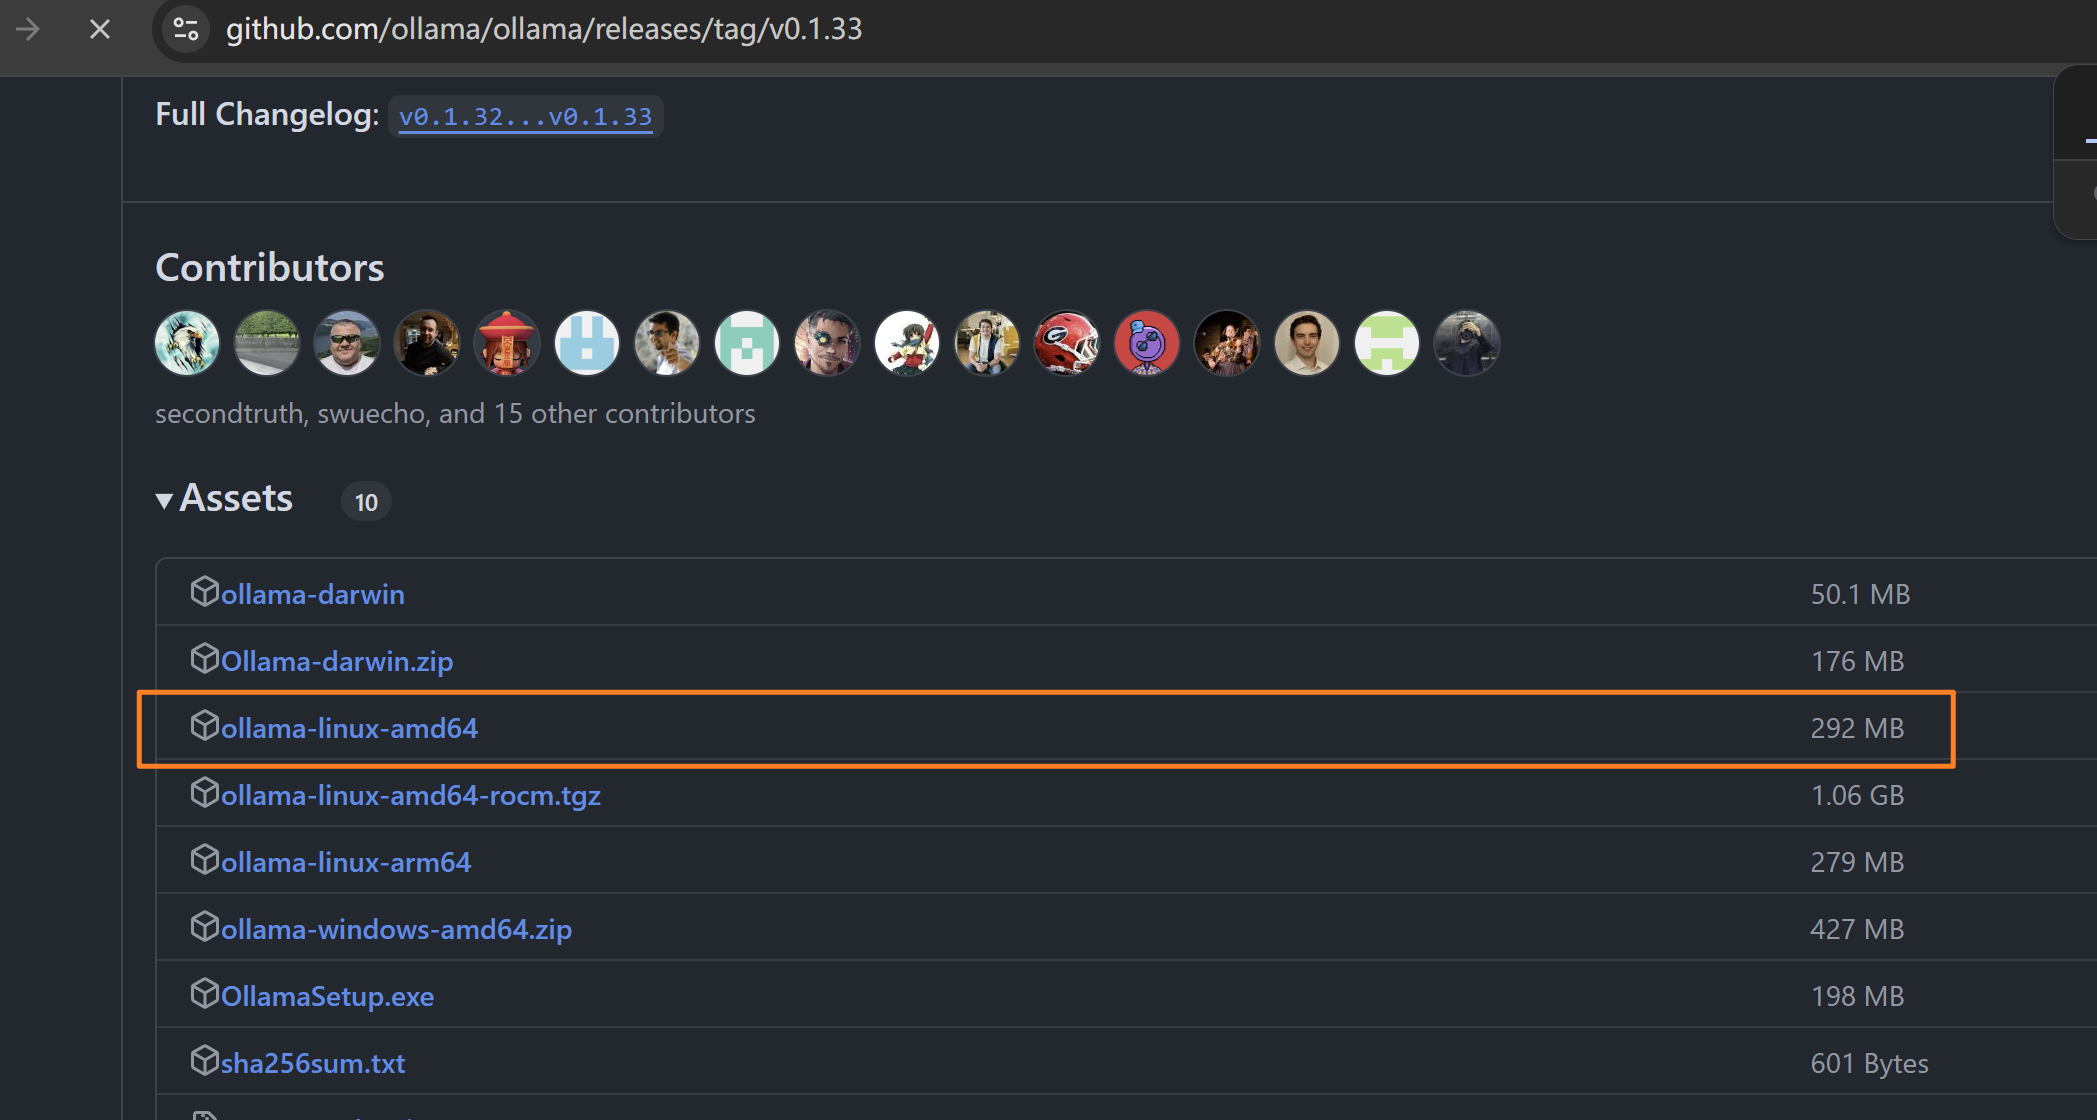 github.com/ollama/ollama/releases/tag/v0.1.33
Full Changelog: v0.1.32...v0.1.33
Contributors
secondtruth, swuecho, and 15 other contributors
Assets 10
ollama-darwin 50.1 MB
Ollama-darwin.zip 176 MB
ollama-linux-amd64 292 MB
ollama-linux-amd64-rocm.tgz 1.06 GB
ollama-linux-arm64 279 MB
ollama-windows-amd64.zip 427 MB
OllamaSetup.exe 198 MB
sha256sum.txt 601 Bytes